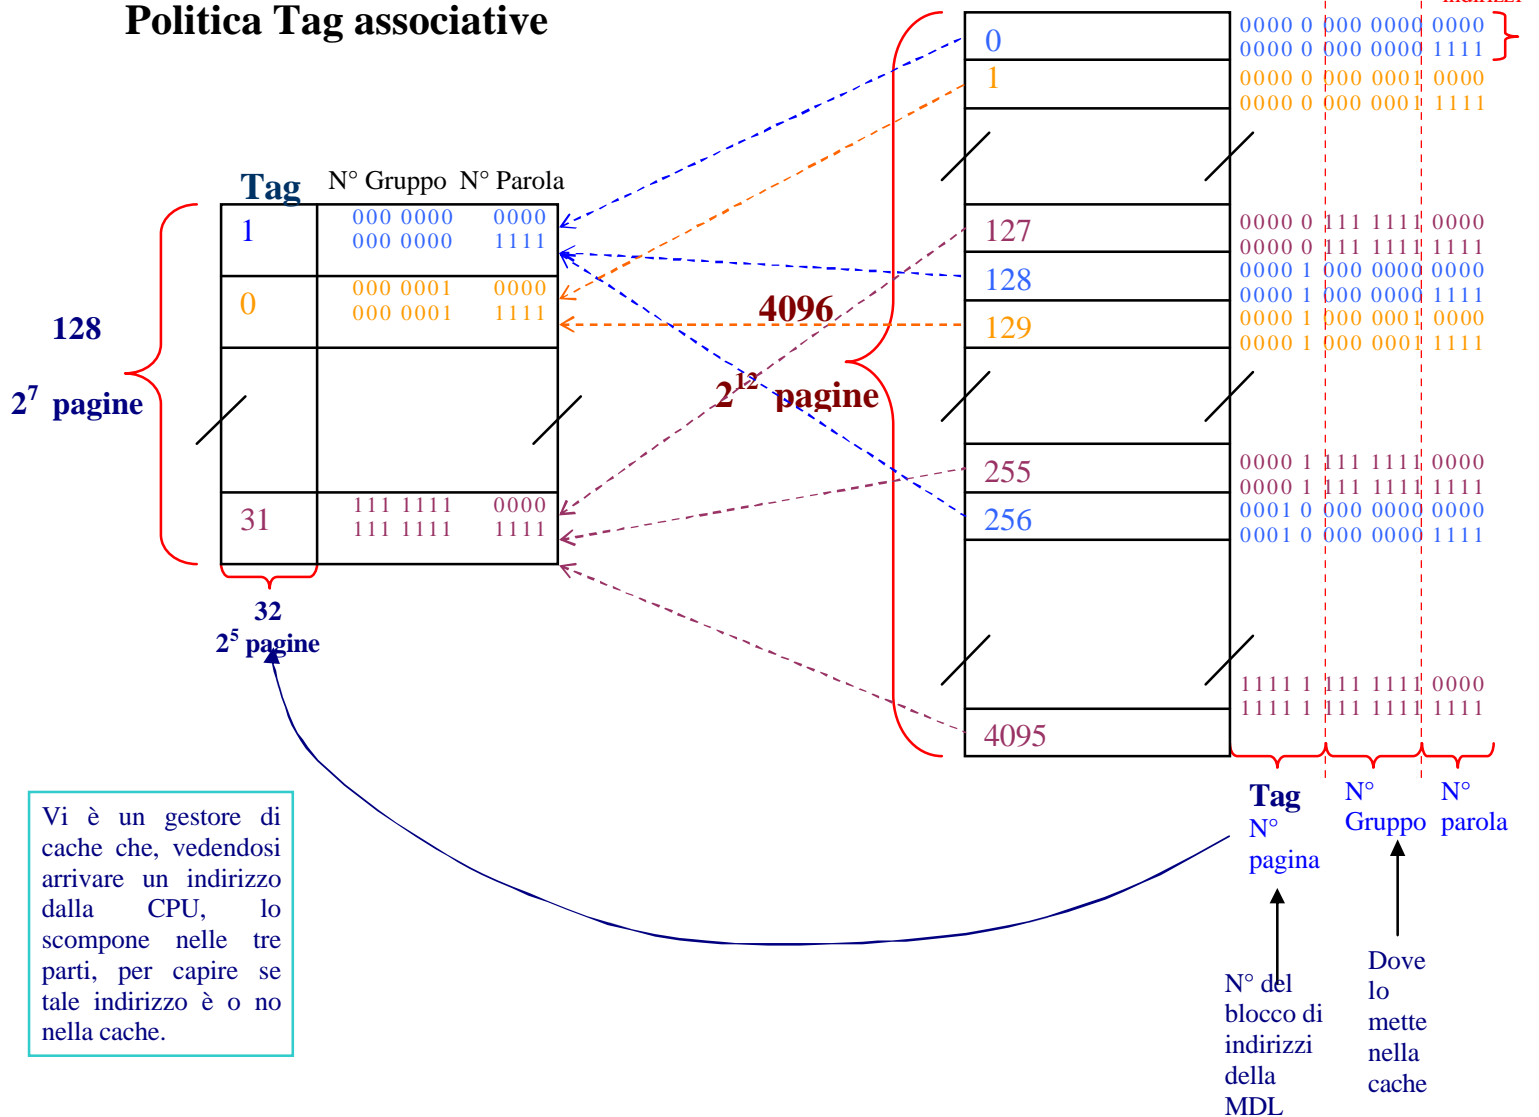 Politica Tag associative
indirizzi
0
0000 0 000 0000 0000
0000 0 000 0000 1111
1
0000 0 000 0001 0000
0000 0 000 0001 1111
Tag N° Gruppo N° Parola
1 000 0000 0000
000 0000 1111
0 000 0001 0000
000 0001 1111
31 111 1111 0000
111 1111 1111
128
2⁷ pagine
32
2⁵ pagine
4096
2¹² pagine
127
0000 0 111 1111 0000
0000 0 111 1111 1111
128
0000 1 000 0000 0000
0000 1 000 0000 1111
129
0000 1 000 0001 0000
0000 1 000 0001 1111
255
0000 1 111 1111 0000
0000 1 111 1111 1111
256
0001 0 000 0000 0000
0001 0 000 0000 1111
1111 1 111 1111 0000
1111 1 111 1111 1111
4095
Tag
N°
pagina
N°
Gruppo
N°
parola
Vi è un gestore di
cache che, vedendosi
arrivare un indirizzo
dalla CPU, lo
scompone nelle tre
parti, per capire se
tale indirizzo è o no
nella cache.
N° del
blocco di
indirizzi
della
MDL
Dove
lo
mette
nella
cache